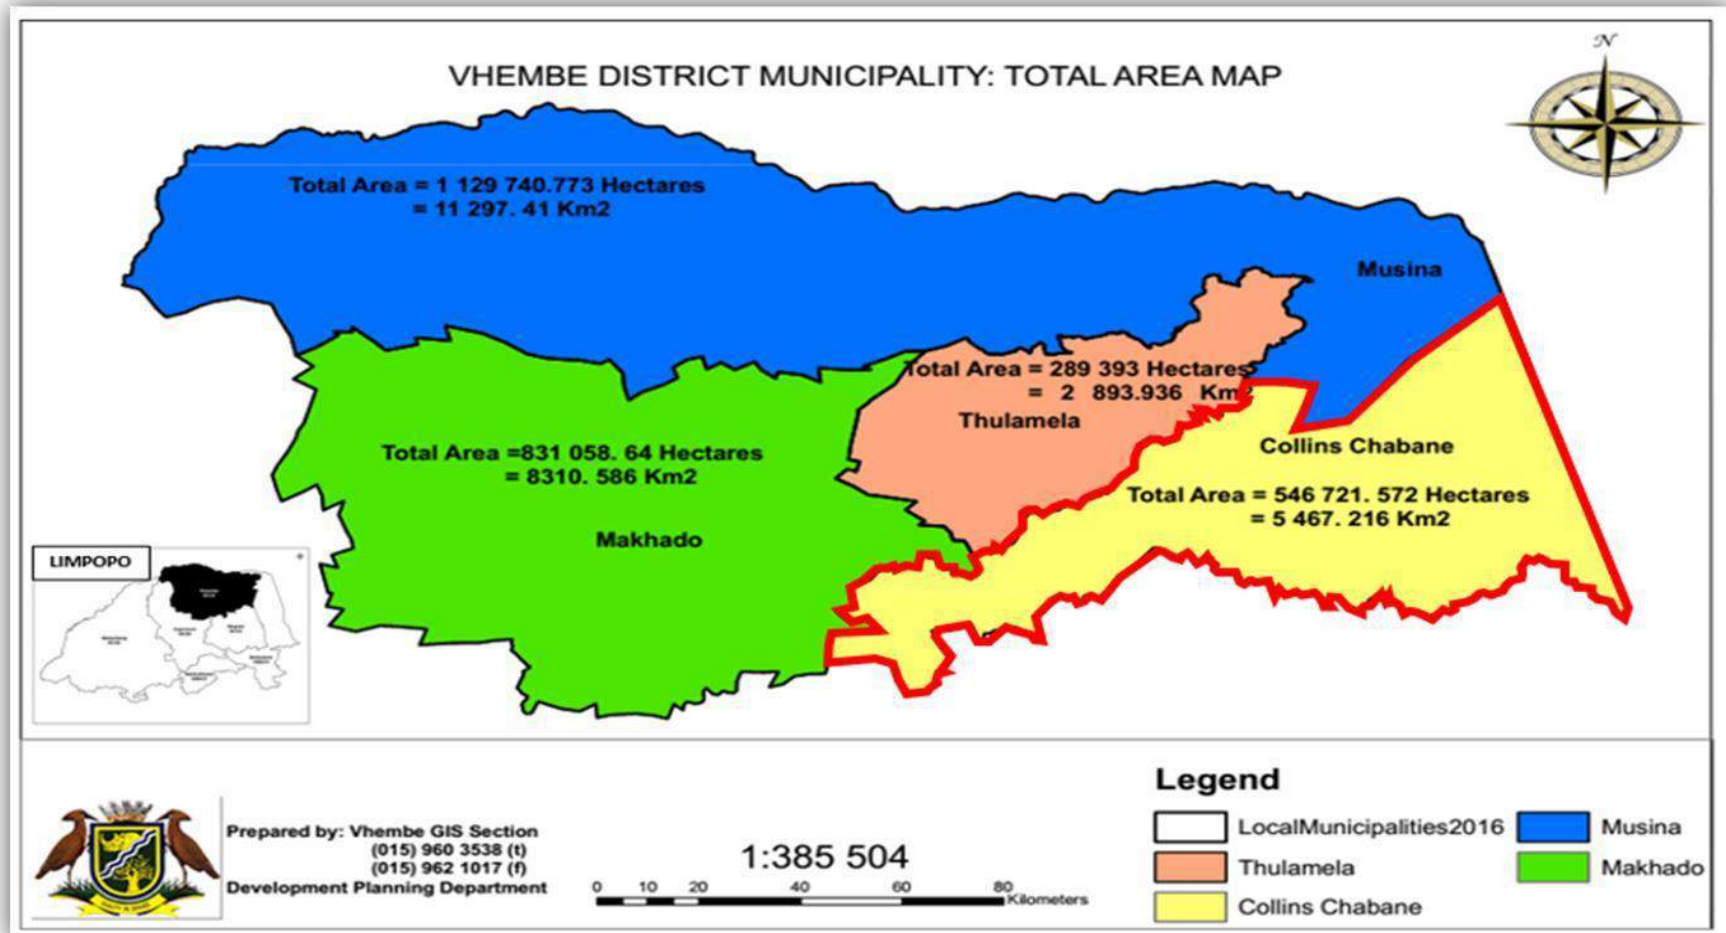 VHEMBE DISTRICT MUNICIPALITY: TOTAL AREA MAP
N
Total Area = 1 129 740.773 Hectares
= 11 297. 41 Km2
Musina
Total Area = 289 393 Hectares
= 2 893.936 Km2
Thulamela
Collins Chabane
Total Area = 546 721. 572 Hectares
= 5 467. 216 Km2
Total Area =831 058. 64 Hectares
= 8310. 586 Km2
Makhado
LIMPOPO
Prepared by: Vhembe GIS Section
(015) 960 3538 (t)
(015) 962 1017 (f)
Development Planning Department
1:385 504
0 10 20 40 60 80
Kilometers
Legend
LocalMunicipalities2016
Musina
Thulamela
Makhado
Collins Chabane